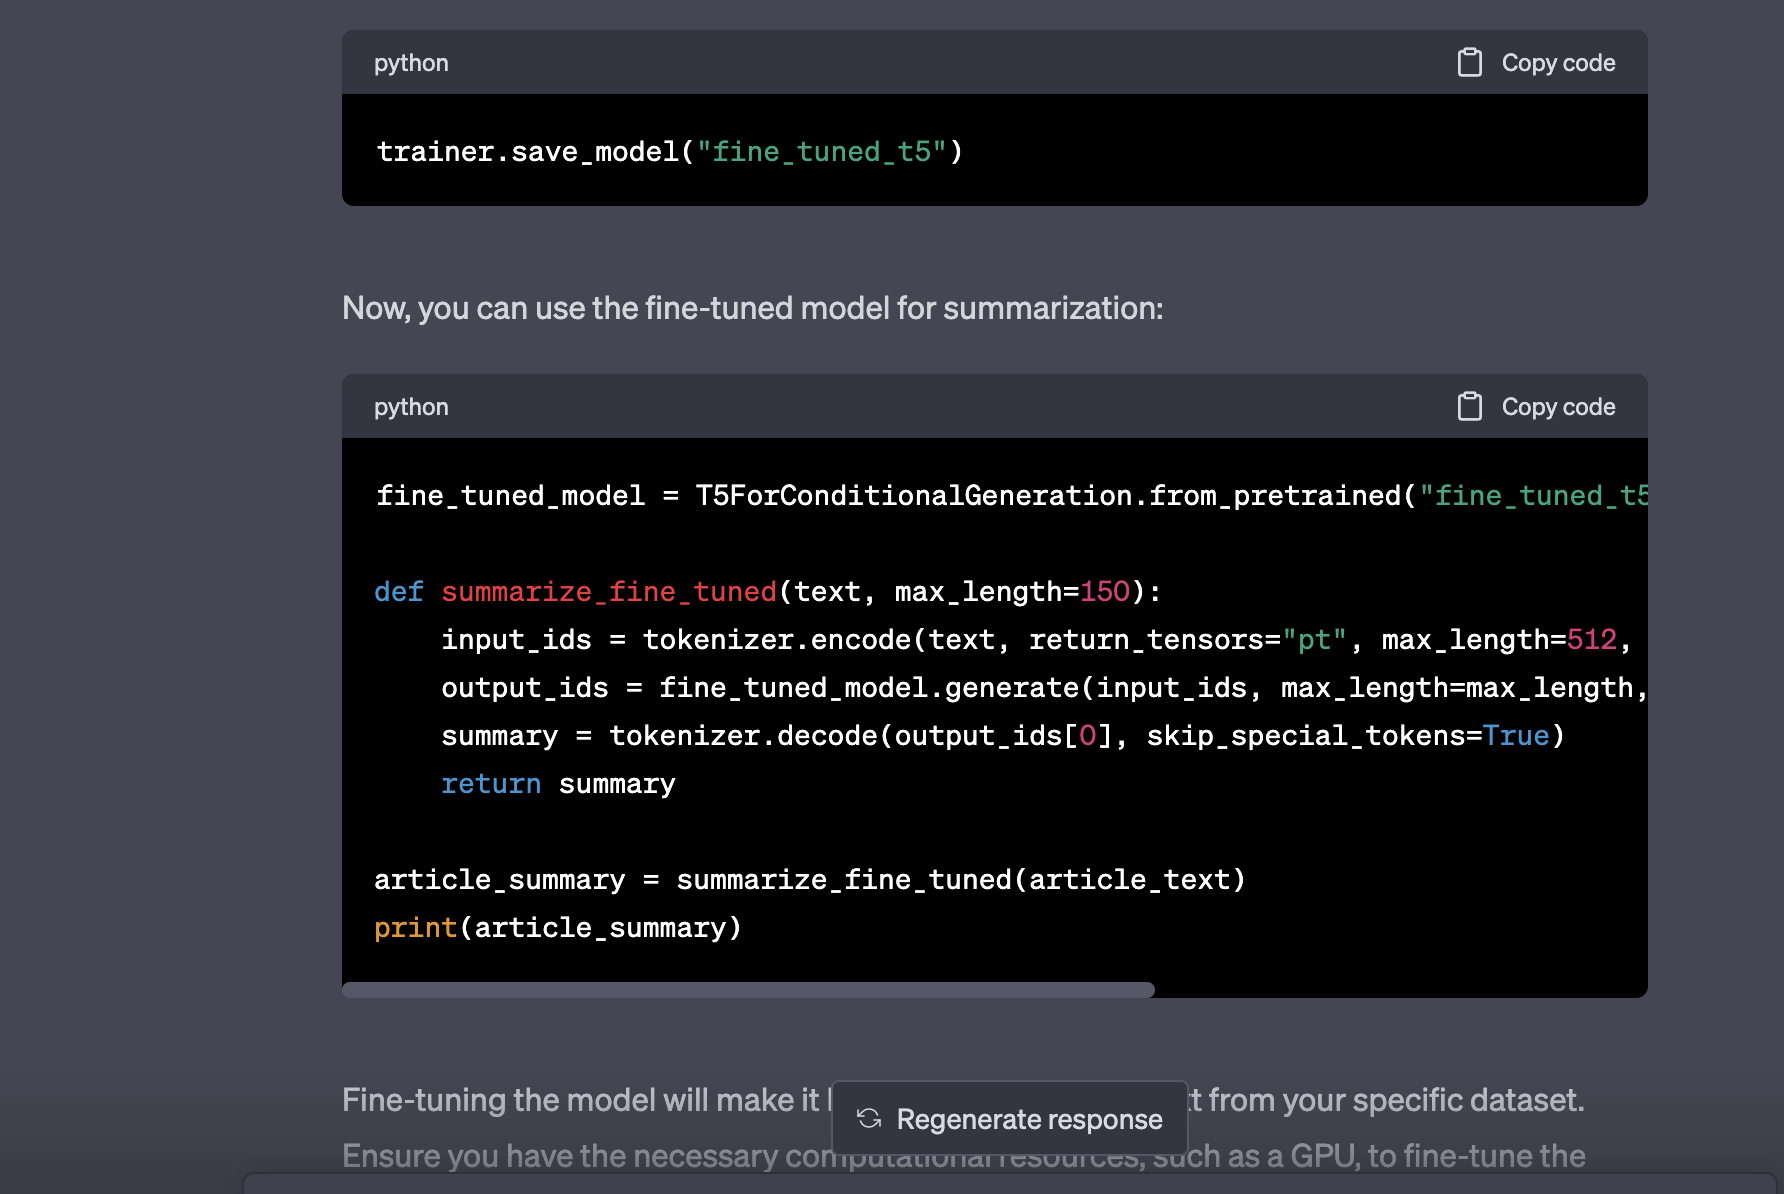 python
Copy code
trainer.save_model("fine_tuned_t5")
Now, you can use the fine-tuned model for summarization:
python
Copy code
fine_tuned_model = T5ForConditionalGeneration.from_pretrained("fine_tuned_t5
def summarize_fine_tuned(text, max_length=150):
    input_ids = tokenizer.encode(text, return_tensors="pt", max_length=512,
    output_ids = fine_tuned_model.generate(input_ids, max_length=max_length,
    summary = tokenizer.decode(output_ids[0], skip_special_tokens=True)
    return summary
article_summary = summarize_fine_tuned(article_text)
print(article_summary)
Fine-tuning the model will make it from your specific dataset.
Regenerate response
Ensure you have the necessary computational resources, such as a GPU, to fine-tune the